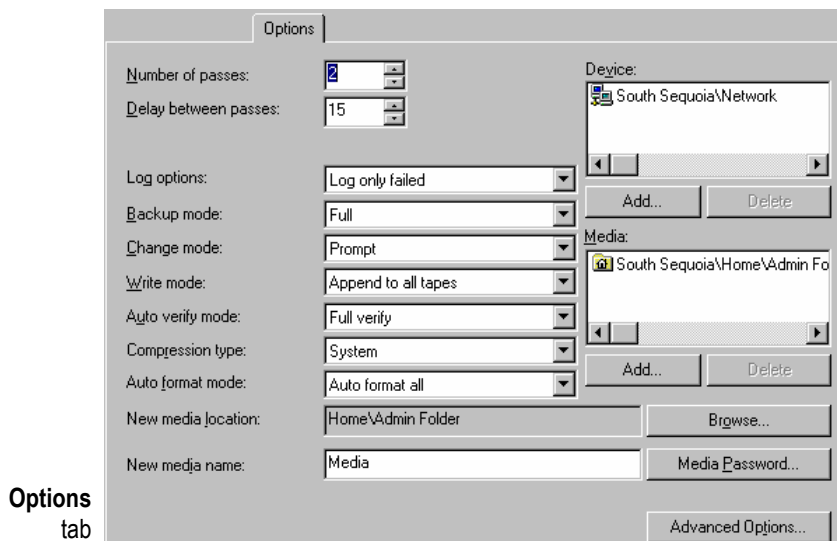 Options
Number of passes: 2
Delay between passes: 15
Log options: Log only failed
Backup mode: Full
Change mode: Prompt
Write mode: Append to all tapes
Auto verify mode: Full verify
Compression type: System
Auto format mode: Auto format all
New media location: Home\Admin Folder
New media name: Media
Device:
South Sequoia\Network
Add... Delete
Media:
South Sequoia\Home\Admin Fo
Add... Delete
Browse...
Media Password...
Advanced Options...
Options
tab